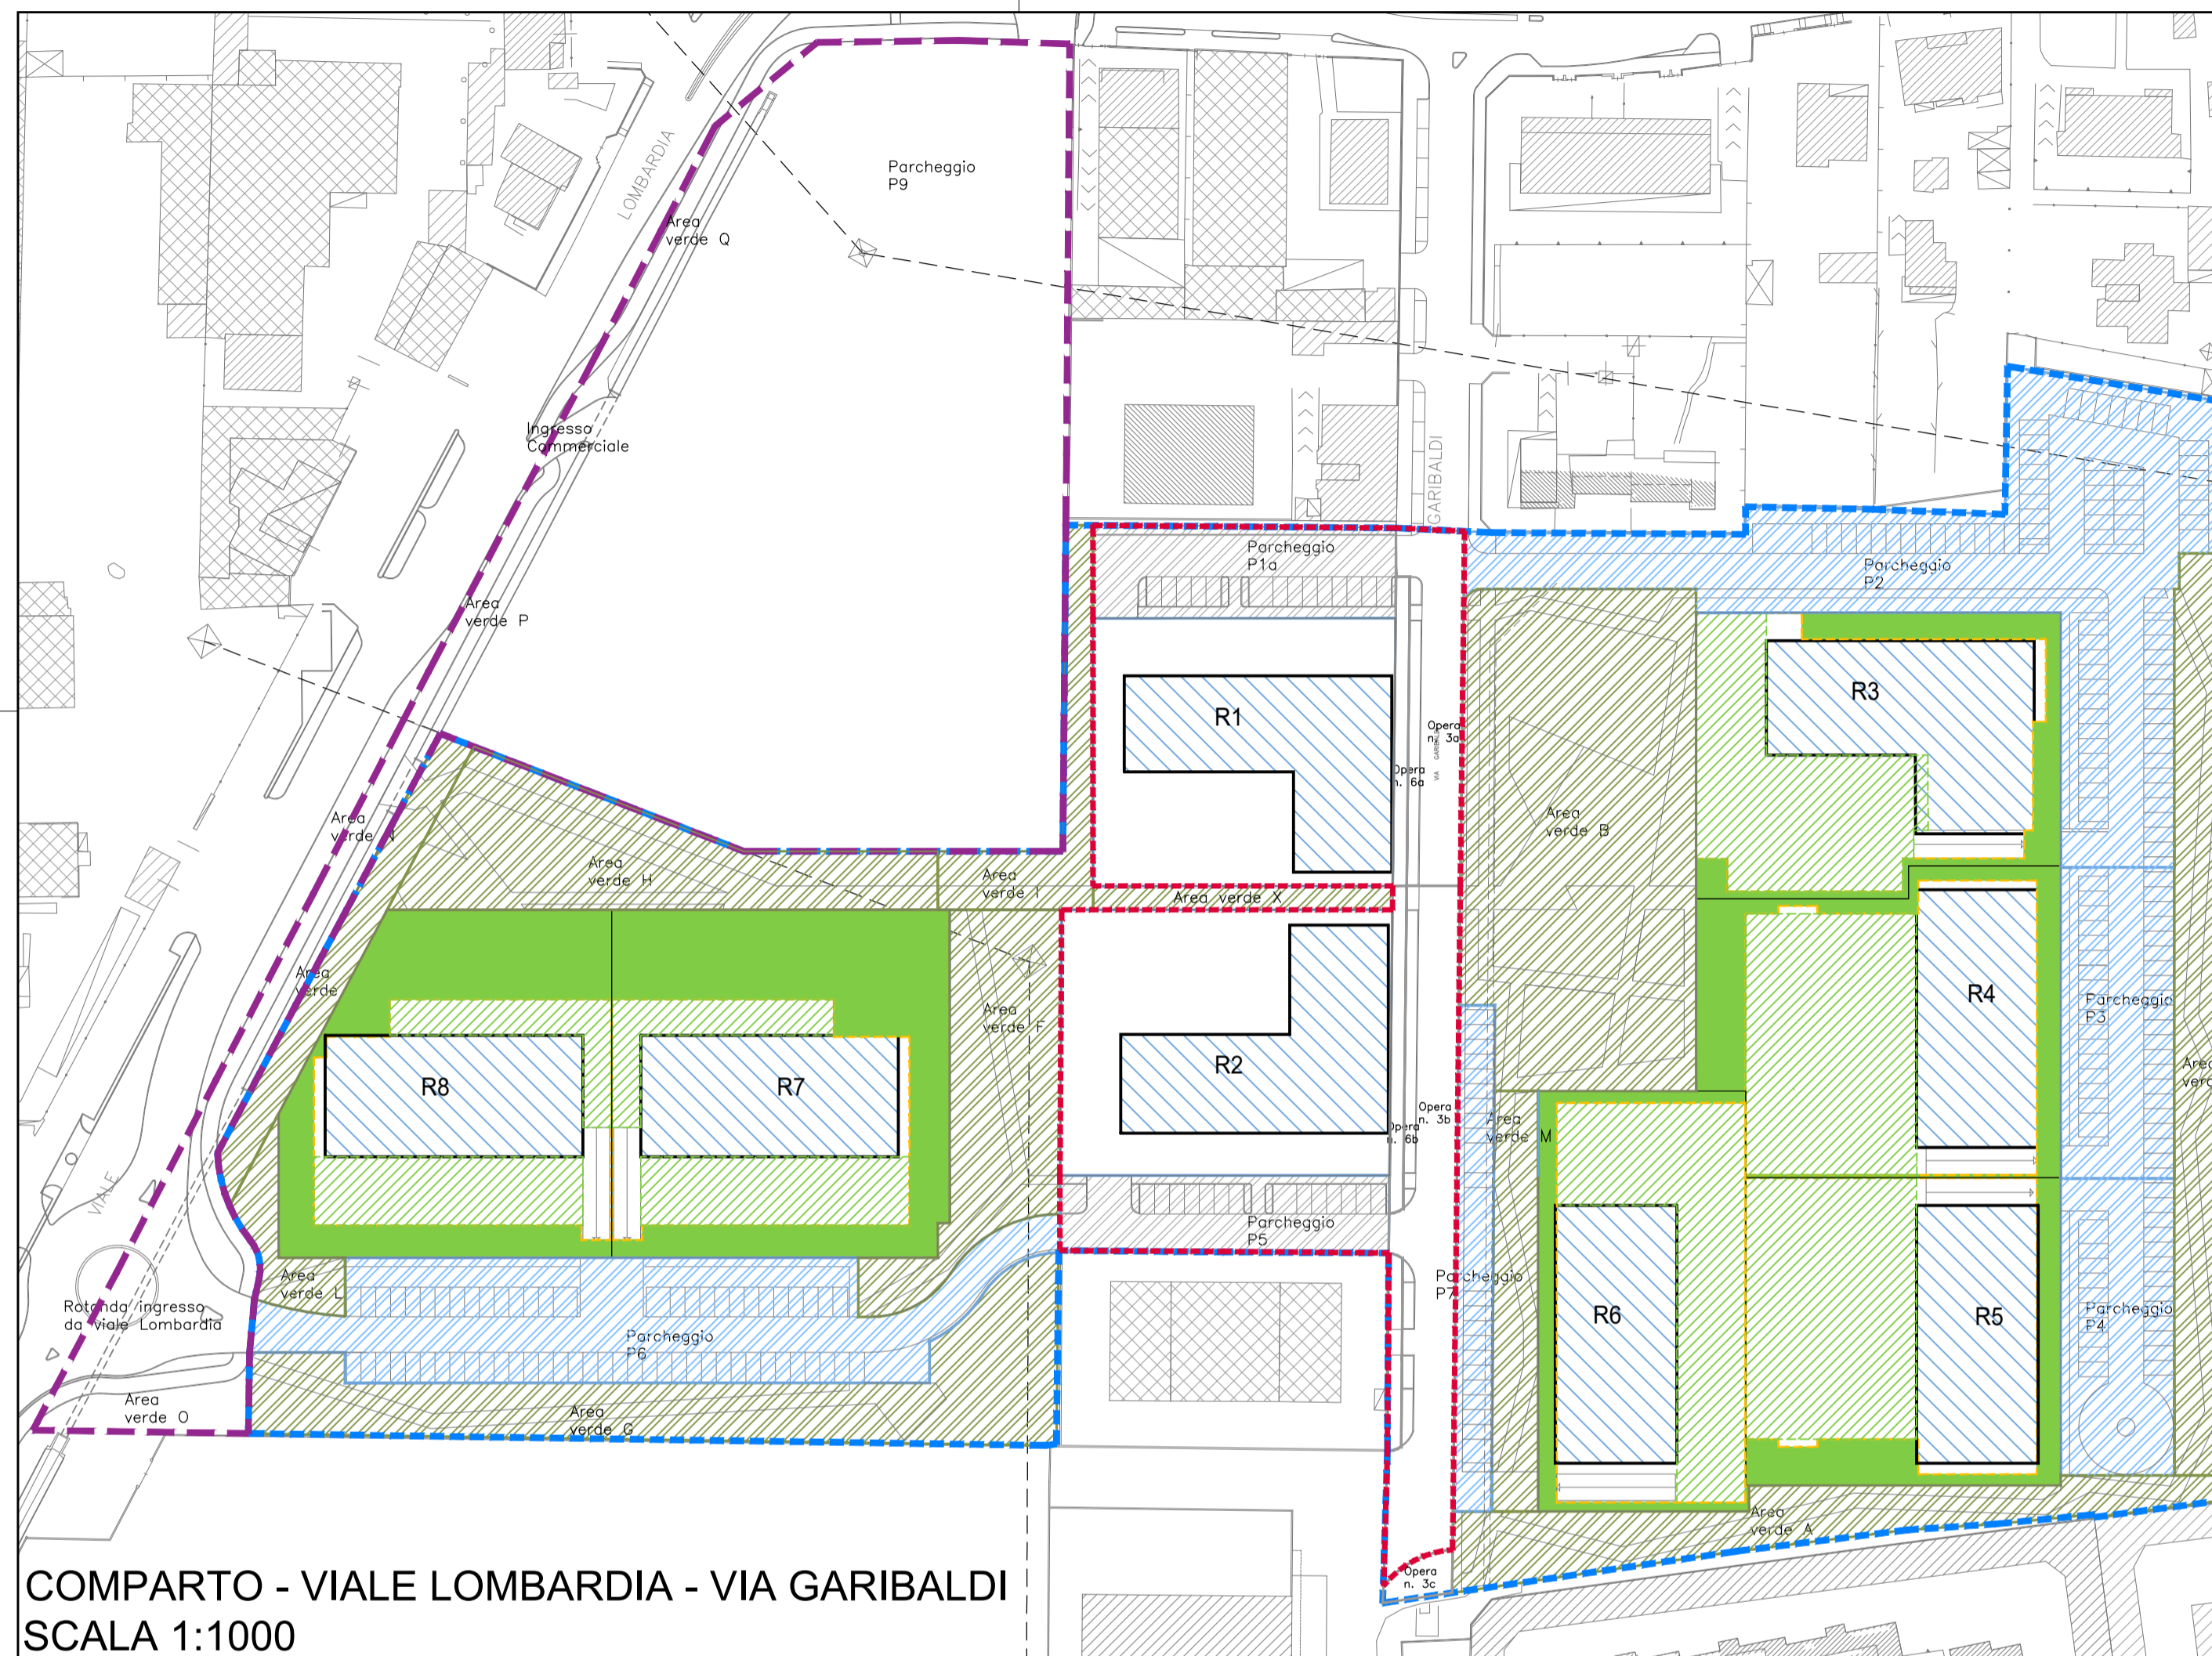 LOMBARDIA
Parcheggio
P9
Area
verde Q
Ingresso
Commerciale
GARIBALDI
Parcheggio
P1a
Parcheggio
P2
Area
verde P
R1
R3
Opera
n. 3a
VIA GARIBALDI
Opera
n. 6a
Area
verde B
Area
verde N
Area
verde H
Area
verde I
Area verde X
Area
verde
Area
verde F
R4
Parcheggio
P3
R8
R7
R2
Opera
n. 3b
Opera
n. 6b
Area
verde M
Area
VIALE
Parcheggio
P5
Area
verde L
Parcheggio
P7
Rotonda ingresso
da viale Lombardia
Parcheggio
P6
R6
R5
Parcheggio
P4
Area
verde O
Area
verde G
Area
verde A
Opera
n. 3c
COMPARTO - VIALE LOMBARDIA - VIA GARIBALDI
SCALA 1:1000